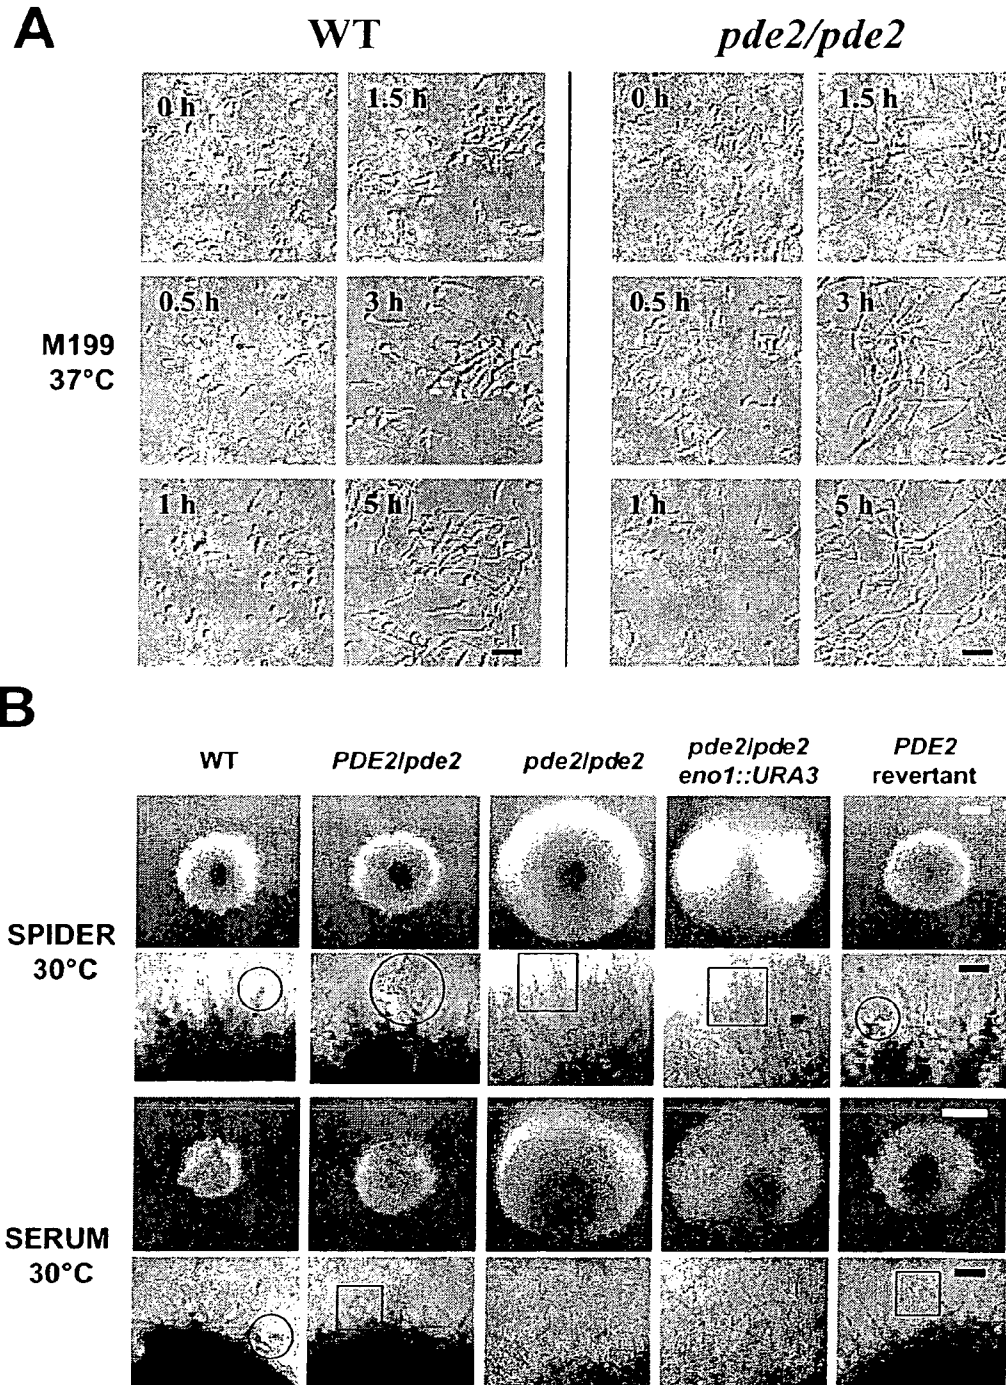 A
WT
pde2/pde2
0 h
1.5 h
0 h
1.5 h
M199
37°C
0.5 h
3 h
0.5 h
3 h
1 h
5 h
1 h
5 h
B
WT
PDE2/pde2
pde2/pde2
pde2/pde2
eno1::URA3
PDE2
revertant
SPIDER
30°C
SERUM
30°C